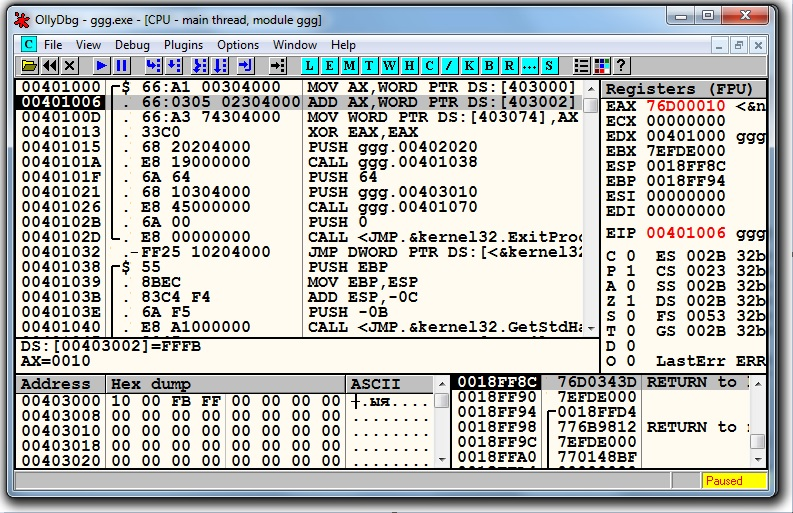 OllyDbg - ggg.exe - [CPU - main thread, module ggg]
C File View Debug Plugins Options Window Help
L E M T W H C / K B R ... S ?
00401000 $ 66:A1 00304000 MOV AX,WORD PTR DS:[403000]
00401006 . 66:0305 02304000 ADD AX,WORD PTR DS:[403002]
0040100D . 66:A3 74304000 MOV WORD PTR DS:[403074],AX
00401013 . 33C0 XOR EAX,EAX
00401015 . 68 20204000 PUSH ggg.00402020
0040101A . E8 19000000 CALL ggg.00401038
0040101F . 6A 64 PUSH 64
00401021 . 68 10304000 PUSH ggg.00403010
00401026 . E8 45000000 CALL ggg.00401070
0040102B . 6A 00 PUSH 0
0040102D . E8 00000000 CALL <JMP.&kernel32.ExitProc
00401032 .-FF25 10204000 JMP DWORD PTR DS:[<&kernel32
00401038 $ 55 PUSH EBP
00401039 . 8BEC MOV EBP,ESP
0040103B . 83C4 F4 ADD ESP,-0C
0040103E . 6A F5 PUSH -0B
00401040 . E8 A1000000 CALL <JMP.&kernel32.GetStdHa
Registers (FPU)
EAX 76D00010 <&n
ECX 00000000
EDX 00401000 ggg
EBX 7EFDE000
ESP 0018FF8C
EBP 0018FF94
ESI 00000000
EDI 00000000
EIP 00401006 ggg
C 0 ES 002B 32b
P 1 CS 0023 32b
A 0 SS 002B 32b
Z 1 DS 002B 32b
S 0 FS 0053 32b
T 0 GS 002B 32b
D 0
O 0 LastErr ERR
DS:[00403002]=FFFB
AX=0010
Address Hex dump ASCII
00403000 10 00 FB FF 00 00 00 00 .ыя....
00403008 00 00 00 00 00 00 00 00 ........
00403010 00 00 00 00 00 00 00 00 ........
00403018 00 00 00 00 00 00 00 00 ........
00403020 00 00 00 00 00 00 00 00 ........
0018FF8C 76D0343D RETURN to
0018FF90 7EFDE000
0018FF94 0018FFD4
0018FF98 776B9812 RETURN to
0018FF9C 7EFDE000
0018FFA0 770148BF
Paused